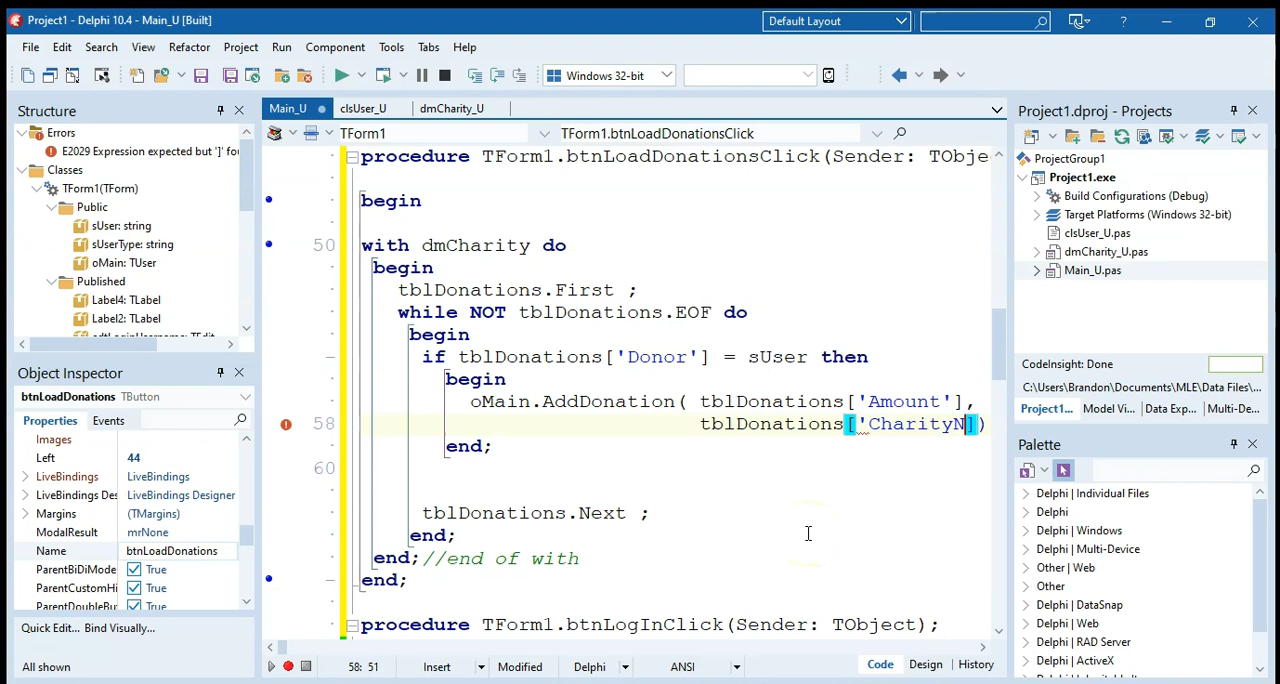 Project1 - Delphi 10.4 - Main_U [Built]
Default Layout
File Edit Search View Refactor Project Run Component Tools Tabs Help
Windows 32-bit
Structure
Errors
E2029 Expression expected but ']' fou
Classes
TForm1(TForm)
Public
sUser: string
sUserType: string
oMain: TUser
Published
Label4: TLabel
Label2: TLabel
edtLoginUsername: TEdit
Object Inspector
btnLoadDonations TButton
Properties Events
Images
Left 44
LiveBindings LiveBindings
LiveBindings Des LiveBindings Designer
Margins (TMargins)
ModalResult mrNone
Name btnLoadDonations
ParentBiDiMode True
ParentCustomHi True
ParentDoubleBu True
Quick Edit... Bind Visually...
All shown
Main_U clsUser_U dmCharity_U
TForm1 TForm1.btnLoadDonationsClick
procedure TForm1.btnLoadDonationsClick(Sender: TObje
begin
50 with dmCharity do
begin
tblDonations.First ;
while NOT tblDonations.EOF do
begin
if tblDonations['Donor'] = sUser then
begin
oMain.AddDonation( tblDonations['Amount'],
58 tblDonations['CharityN])
end;
60
tblDonations.Next ;
end;
end;//end of with
end;
procedure TForm1.btnLogInClick(Sender: TObject);
58: 51 Insert Modified Delphi ANSI Code Design History
Project1.dproj - Projects
ProjectGroup1
Project1.exe
Build Configurations (Debug)
Target Platforms (Windows 32-bit)
clsUser_U.pas
dmCharity_U.pas
Main_U.pas
CodeInsight: Done
C:\Users\Brandon\Documents\MLE\Data Files\...
Project1... Model Vi... Data Exp... Multi-De...
Palette
Delphi | Individual Files
Delphi
Delphi | Windows
Delphi | Multi-Device
Other | Web
Other
Delphi | DataSnap
Delphi | Web
Delphi | RAD Server
Delphi | ActiveX